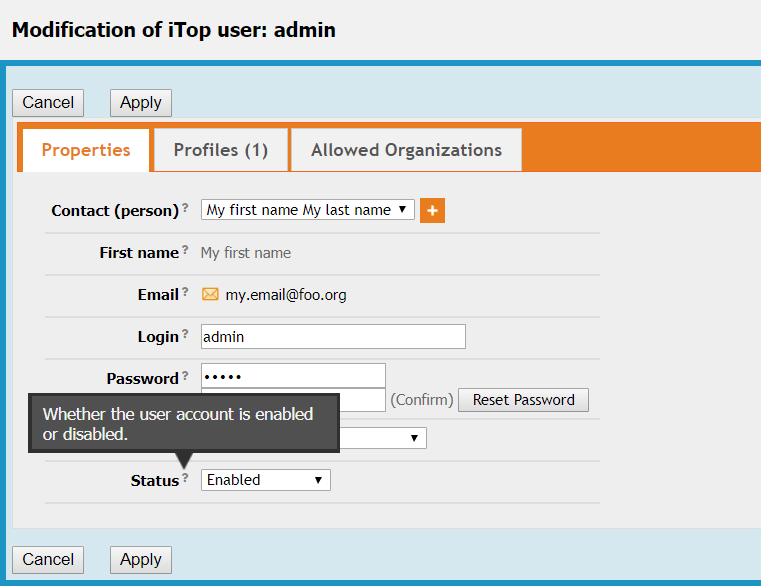 Modification of iTop user: admin
Cancel Apply
Properties Profiles (1) Allowed Organizations
Contact (person)? My first name My last name ▼ +
First name? My first name
Email? my.email@foo.org
Login? admin
Password? •••••
(Confirm) Reset Password
Whether the user account is enabled
or disabled.
▼
Status? Enabled ▼
Cancel Apply